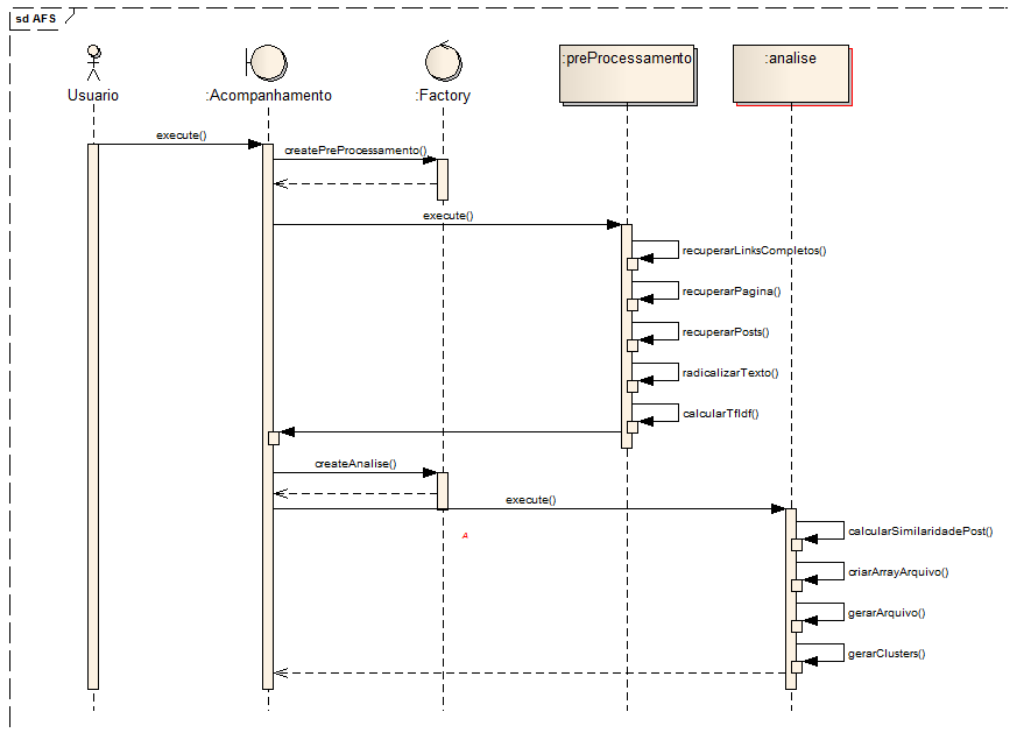 sd AFS
Usuario
:Acompanhamento
:Factory
:preProcessamento
:analise
execute()
createPreProcessamento()
execute()
recuperarLinksCompletos()
recuperarPagina()
recuperarPosts()
radicalizarTexto()
calcularTfIdf()
createAnalise()
execute()
A
calcularSimilaridadePost()
criarArrayArquivo()
gerarArquivo()
gerarClusters()